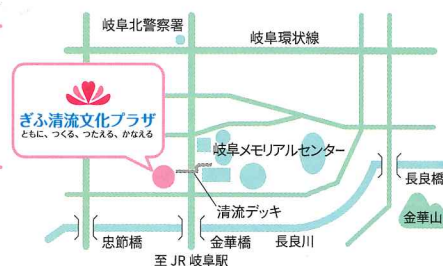 岐阜北警察署
岐阜環状線
ぎふ清流文化プラザ
ともに、つくる、つたえる、かなえる
岐阜メモリアルセンター
長良橋
清流デッキ
金華山
忠節橋
金華橋
長良川
至 JR 岐阜駅